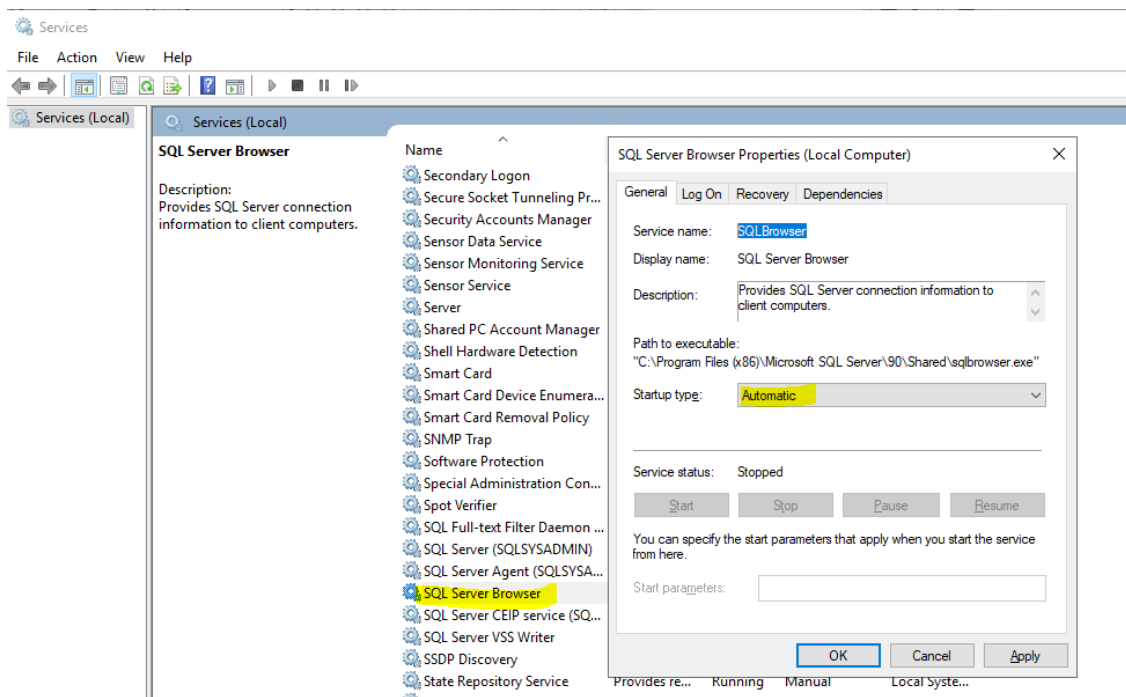 Services
File Action View Help
Services (Local)
Services (Local)
SQL Server Browser
Description:
Provides SQL Server connection
information to client computers.
Name
Secondary Logon
Secure Socket Tunneling Pr...
Security Accounts Manager
Sensor Data Service
Sensor Monitoring Service
Sensor Service
Server
Shared PC Account Manager
Shell Hardware Detection
Smart Card
Smart Card Device Enumera...
Smart Card Removal Policy
SNMP Trap
Software Protection
Special Administration Con...
Spot Verifier
SQL Full-text Filter Daemon ...
SQL Server (SQLSYSADMIN)
SQL Server Agent (SQLSYSA...
SQL Server Browser
SQL Server CEIP service (SQ...
SQL Server VSS Writer
SSDP Discovery
State Repository Service Provides re... Running Manual Local Syste...
SQL Server Browser Properties (Local Computer)
General Log On Recovery Dependencies
Service name: SQLBrowser
Display name: SQL Server Browser
Description: Provides SQL Server connection information to
client computers.
Path to executable:
"C:\Program Files (x86)\Microsoft SQL Server\90\Shared\sqlbrowser.exe"
Startup type: Automatic
Service status: Stopped
Start Stop Pause Resume
You can specify the start parameters that apply when you start the service
from here.
Start parameters:
OK Cancel Apply